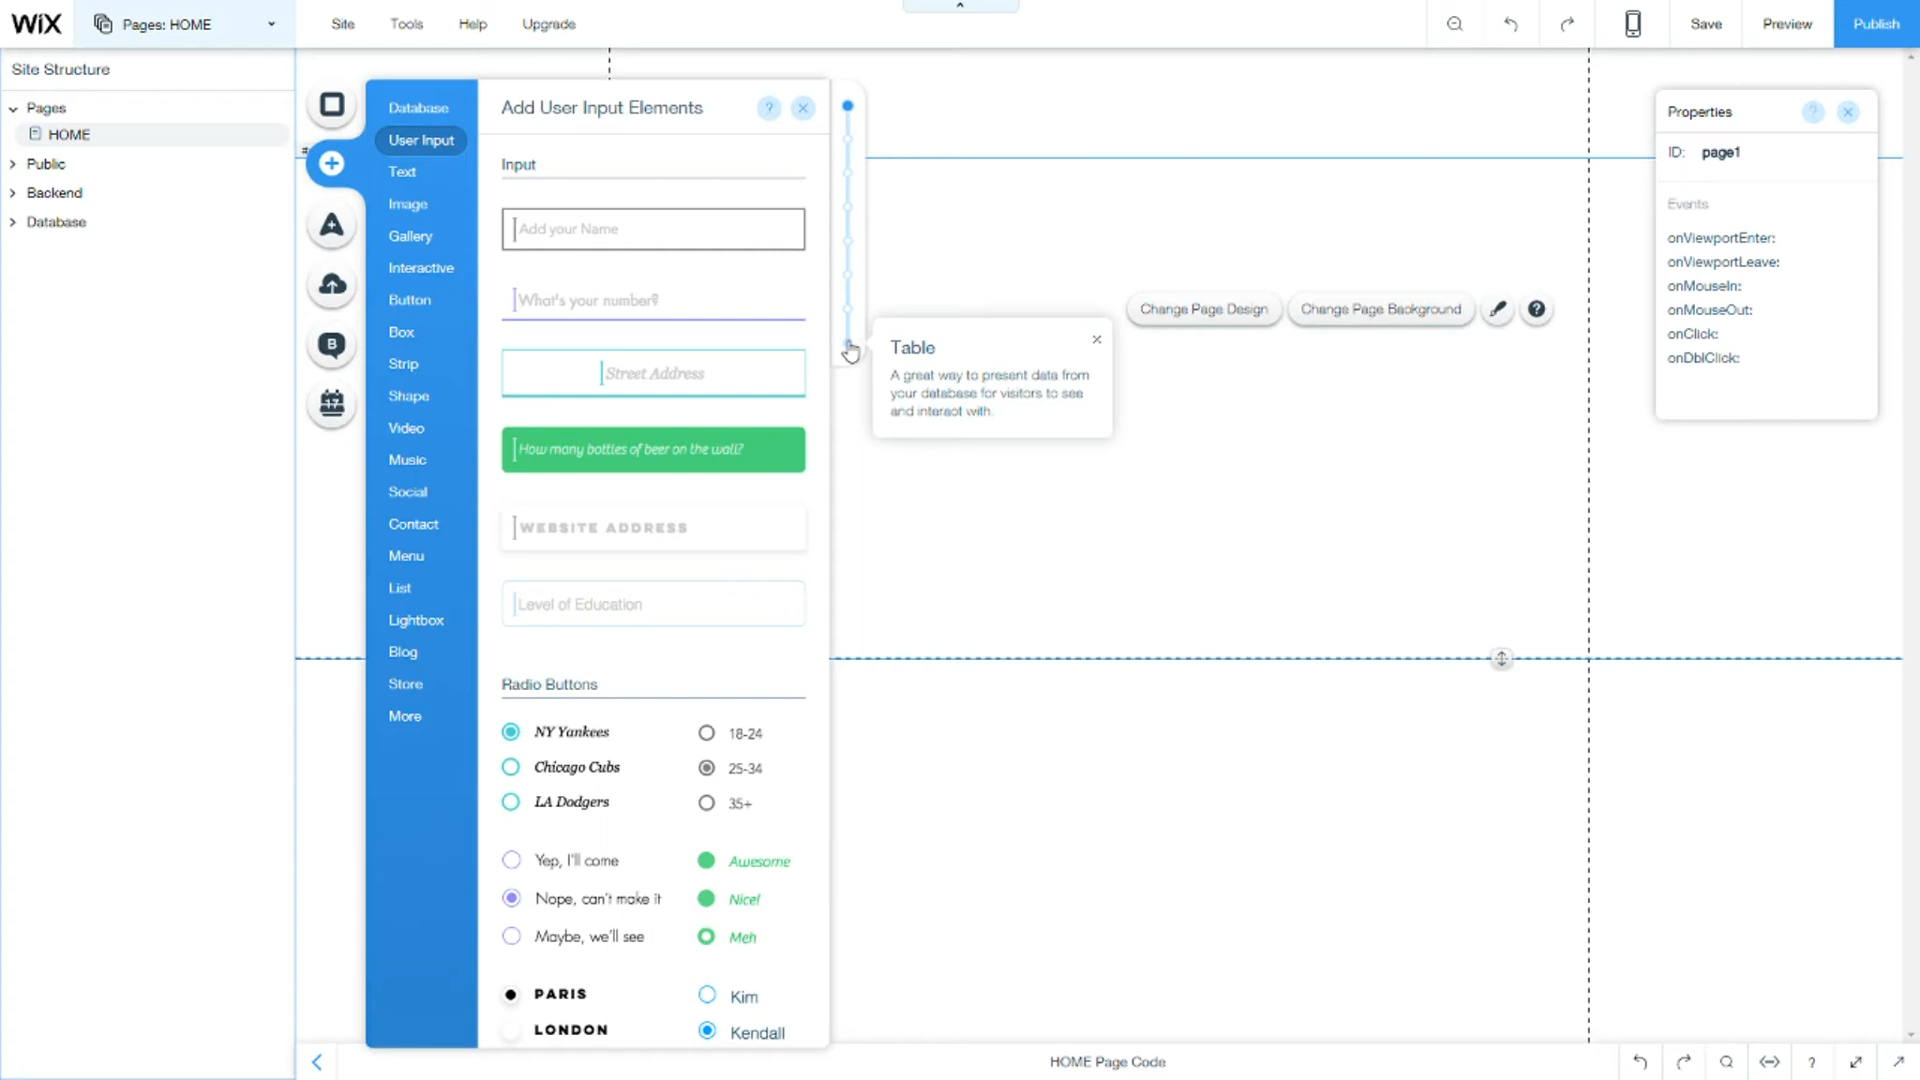 WiX
Pages: HOME
Site
Tools
Help
Upgrade
Save
Preview
Publish
Site Structure
Pages
HOME
Public
Backend
Database
Database
User Input
Text
Image
Gallery
Interactive
Button
Box
Strip
Shape
Video
Music
Social
Contact
Menu
List
Lightbox
Blog
Store
More
Add User Input Elements
?
Input
Add your Name
What's your number?
Street Address
How many bottles of beer on the wall?
WEBSITE ADDRESS
Level of Education
Radio Buttons
NY Yankees
18-24
Chicago Cubs
25-34
LA Dodgers
35+
Yep, I'll come
Awesome
Nope, can't make it
Nice!
Maybe, we'll see
Meh
PARIS
Kim
LONDON
Kendall
Table
A great way to present data from
your database for visitors to see
and interact with.
Change Page Design
Change Page Background
?
Properties
?
ID: page1
Events
onViewportEnter:
onViewportLeave:
onMouseIn:
onMouseOut:
onClick:
onDblClick:
B
17
HOME Page Code
?